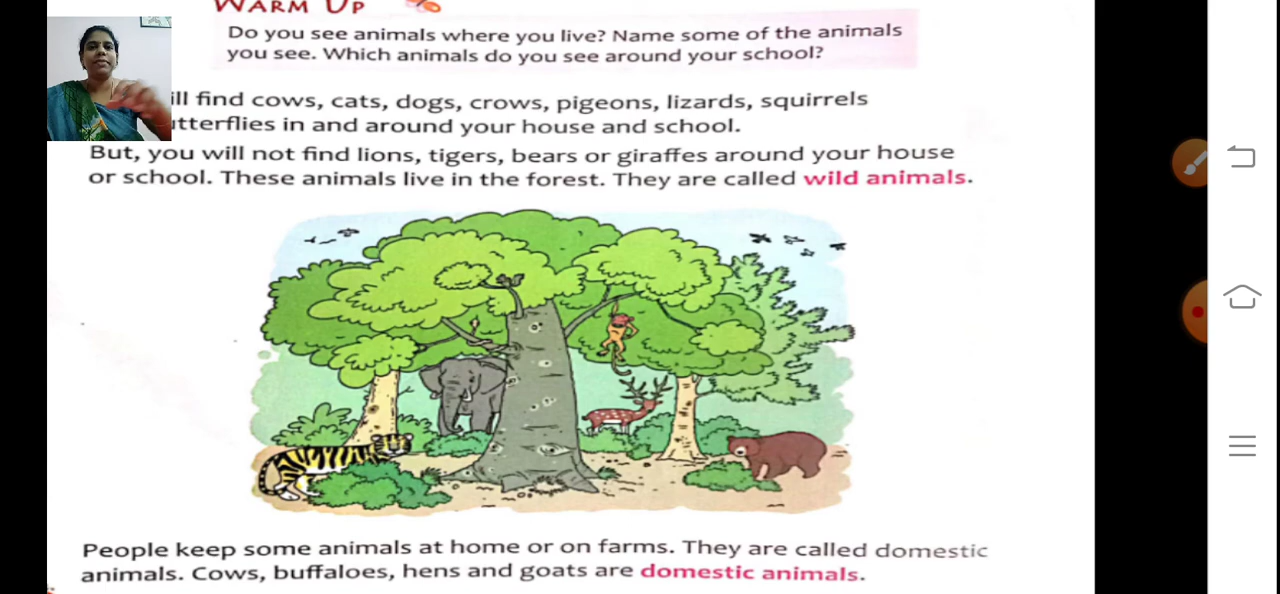 WARM UP
Do you see animals where you live? Name some of the animals
you see. Which animals do you see around your school?
ill find cows, cats, dogs, crows, pigeons, lizards, squirrels
utterflies in and around your house and school.
But, you will not find lions, tigers, bears or giraffes around your house
or school. These animals live in the forest. They are called wild animals.
People keep some animals at home or on farms. They are called domestic
animals. Cows, buffaloes, hens and goats are domestic animals.